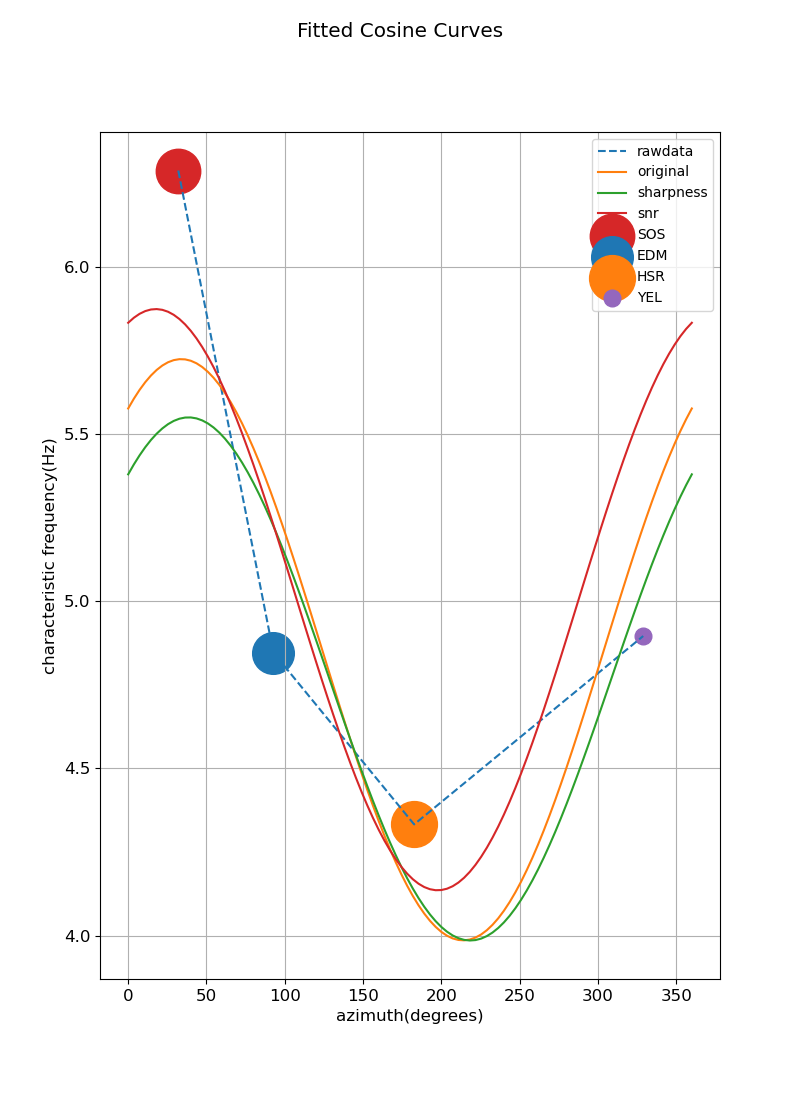 Fitted Cosine Curves
rawdata
original
sharpness
snr
SOS
EDM
HSR
YEL
characteristic frequency(Hz)
6.0
5.5
5.0
4.5
4.0
0 50 100 150 200 250 300 350
azimuth(degrees)